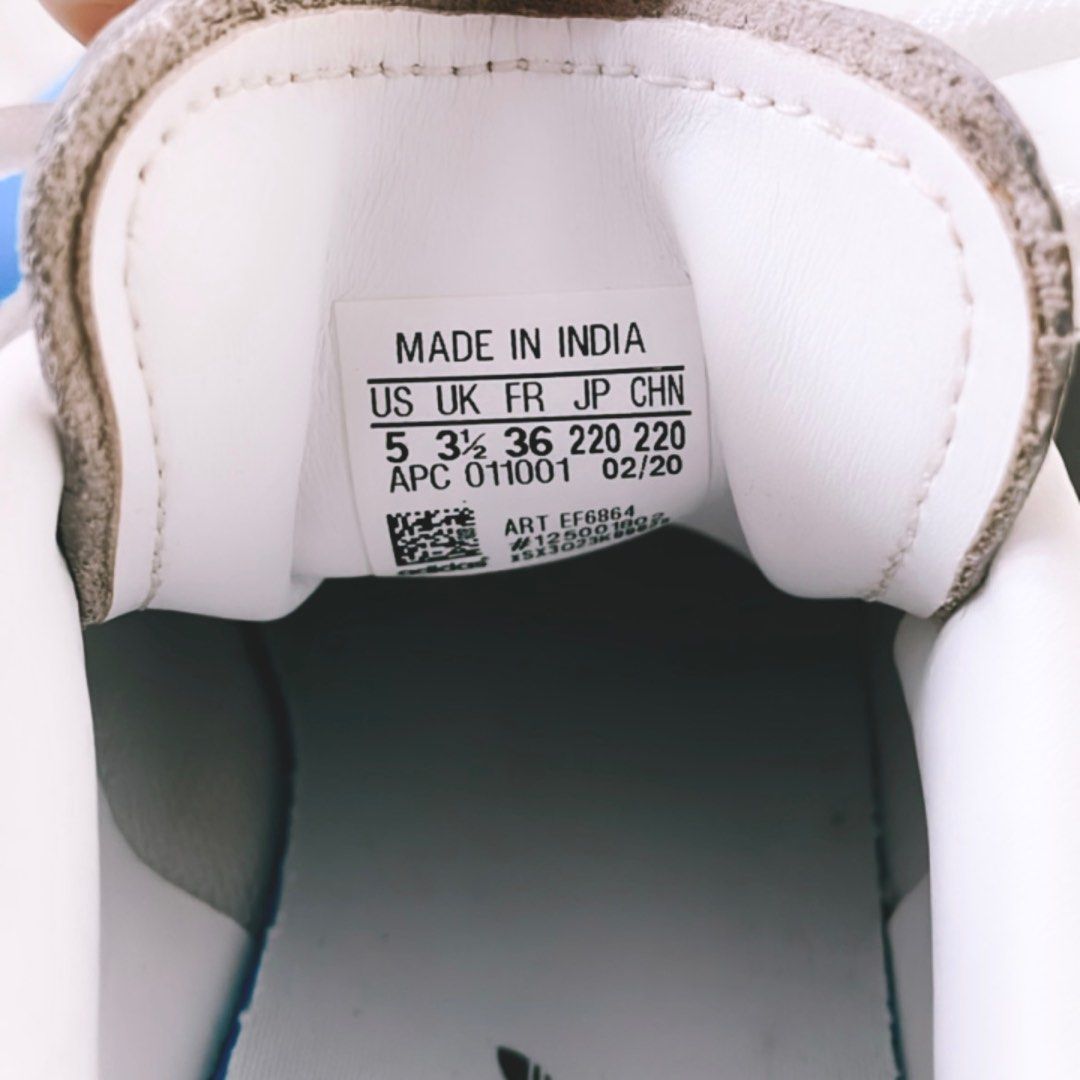 MADE IN INDIA
US UK FR JP CHN
5 3½ 36 220 220
APC 011001 02/20
ART EF6864
adidas